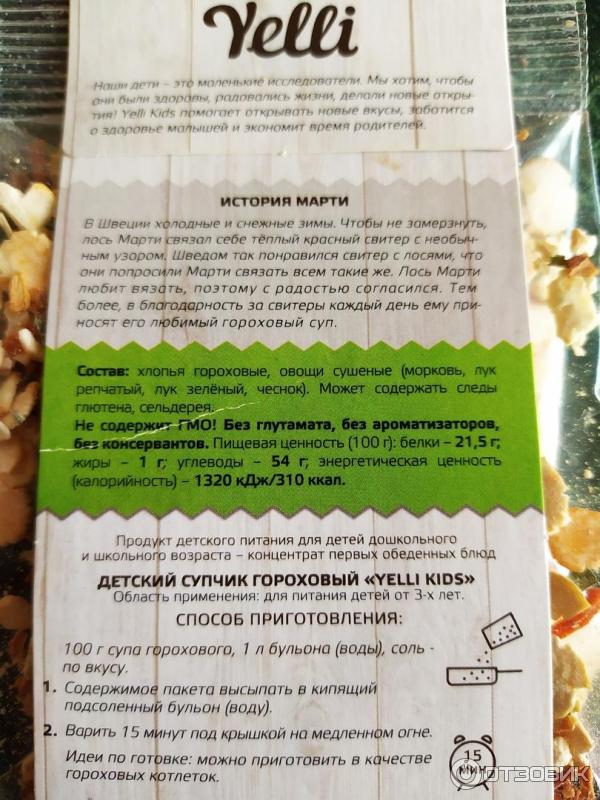 Yelli
Наши дети – это маленькие исследователи. Мы хотим, чтобы
они были здоровы, радовались жизни, делали новые откры-
тия! Yelli Kids помогает открывать новые вкусы, заботится
о здоровье малышей и экономит время родителей.
ИСТОРИЯ МАРТИ
В Швеции холодные и снежные зимы. Чтобы не замерзнуть,
лось Марти связал себе тёплый красный свитер с необыч-
ным узором. Шведам так понравился свитер с лосями, что
они попросили Марти связать всем такие же. Лось Марти
любит вязать, поэтому с радостью согласился. Тем
более, в благодарность за свитеры каждый день ему при-
носят его любимый гороховый суп.
Состав: хлопья гороховые, овощи сушеные (морковь, лук
репчатый, лук зелёный, чеснок). Может содержать следы
глютена, сельдерея.
Не содержит ГМО! Без глутамата, без ароматизаторов,
без консервантов. Пищевая ценность (100 г): белки – 21,5 г;
жиры – 1 г; углеводы – 54 г; энергетическая ценность
(калорийность) – 1320 кДж/310 ккал.
Продукт детского питания для детей дошкольного
и школьного возраста – концентрат первых обеденных блюд
ДЕТСКИЙ СУПЧИК ГОРОХОВЫЙ «YELLI KIDS»
Область применения: для питания детей от 3-х лет.
СПОСОБ ПРИГОТОВЛЕНИЯ:
100 г супа горохового, 1 л бульона (воды), соль -
по вкусу.
1. Содержимое пакета высыпать в кипящий
подсоленный бульон (воду).
2. Варить 15 минут под крышкой на медленном огне.
Идеи по готовке: можно приготовить в качестве
гороховых котлеток.
15
мин
ОТЗОВИК